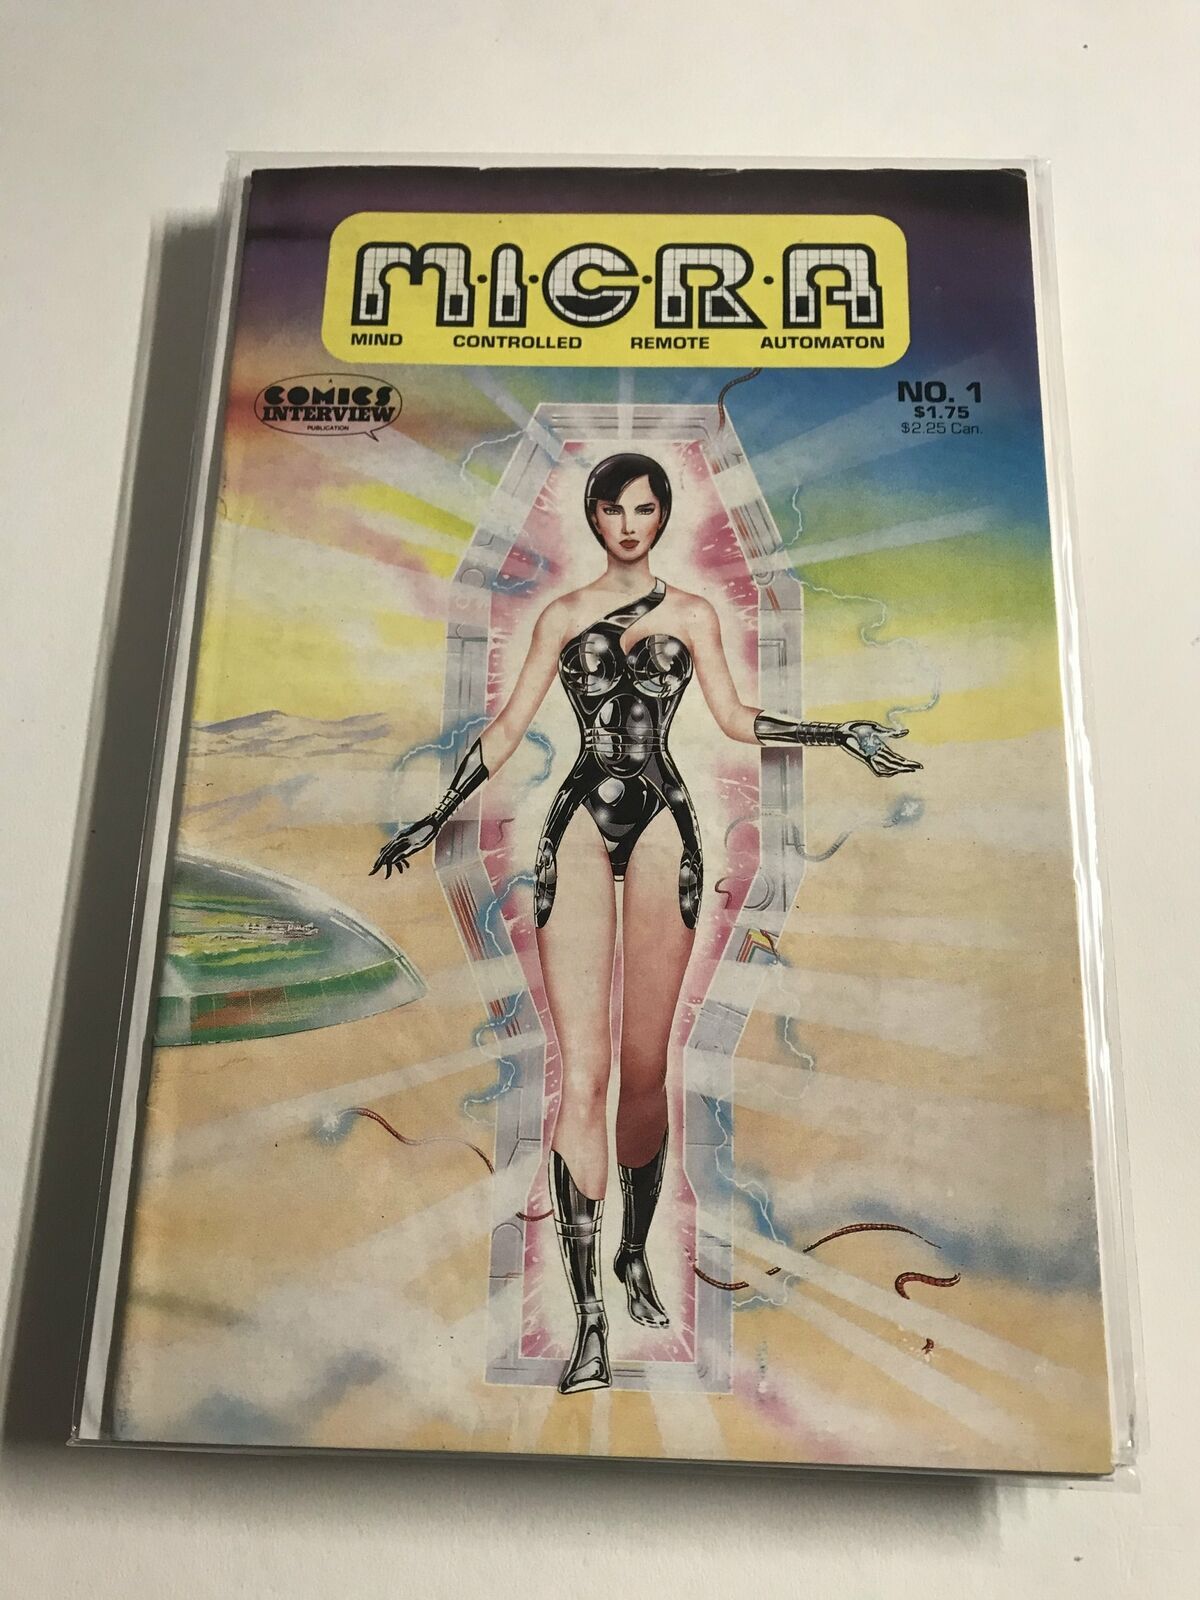 M·I·C·R·A
MIND CONTROLLED REMOTE AUTOMATON
A
COMICS
INTERVIEW
PUBLICATION
NO. 1
$1.75
$2.25 Can.